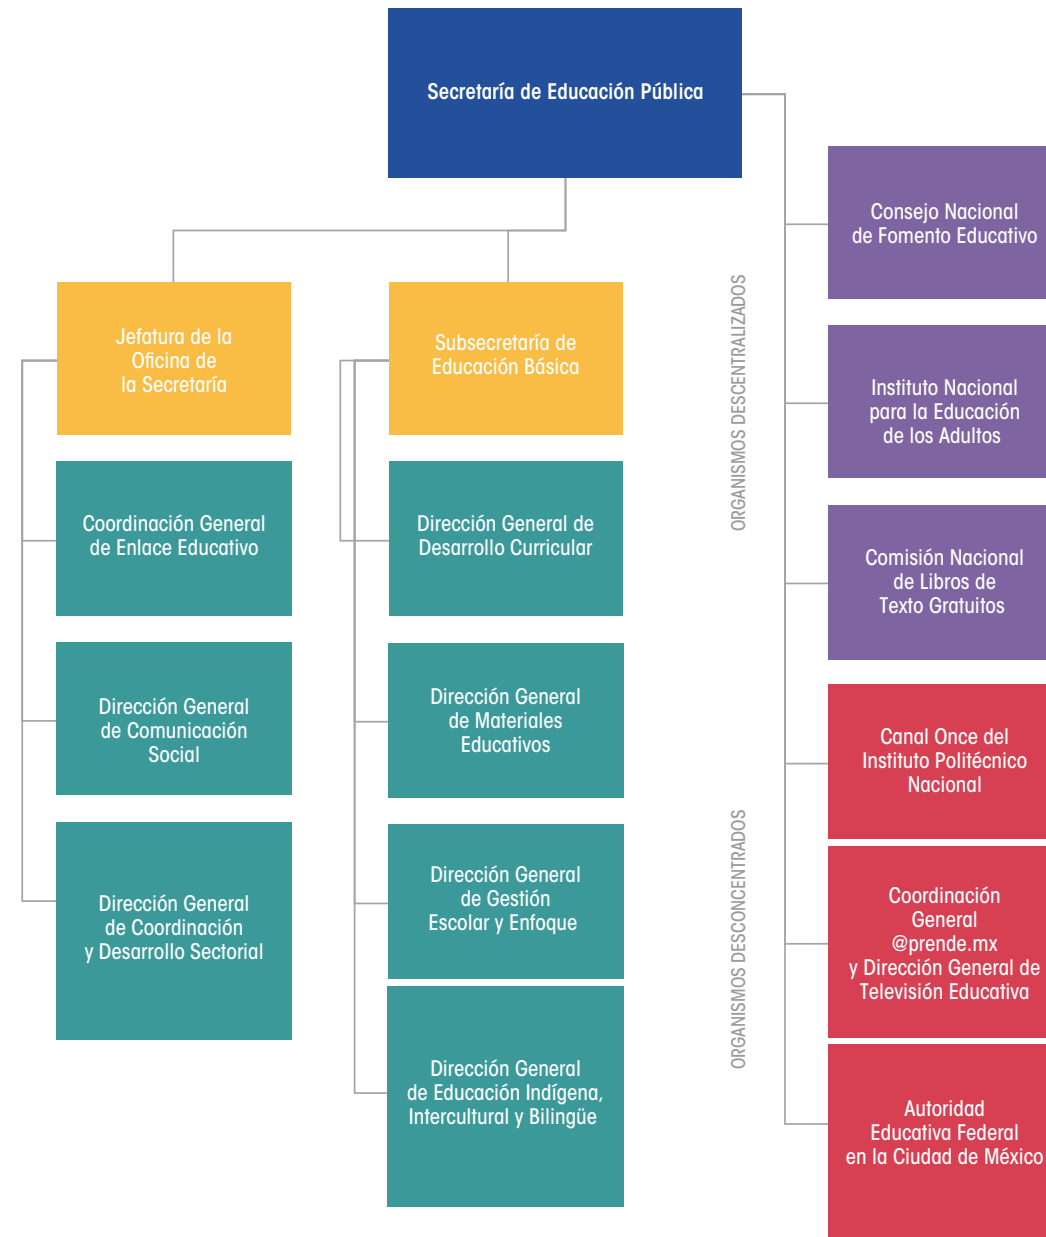 Secretaría de Educación Pública
Jefatura de la
Oficina de
la Secretaría
Coordinación General
de Enlace Educativo
Dirección General
de Comunicación
Social
Dirección General
de Coordinación
y Desarrollo Sectorial
Subsecretaría de
Educación Básica
Dirección General de
Desarrollo Curricular
Dirección General
de Materiales
Educativos
Dirección General
de Gestión
Escolar y Enfoque
Dirección General
de Educación Indígena,
Intercultural y Bilingüe
ORGANISMOS DESCENTRALIZADOS
Consejo Nacional
de Fomento Educativo
Instituto Nacional
para la Educación
de los Adultos
Comisión Nacional
de Libros de
Texto Gratuitos
ORGANISMOS DESCONCENTRADOS
Canal Once del
Instituto Politécnico
Nacional
Coordinación
General
@prende.mx
y Dirección General de
Televisión Educativa
Autoridad
Educativa Federal
en la Ciudad de México